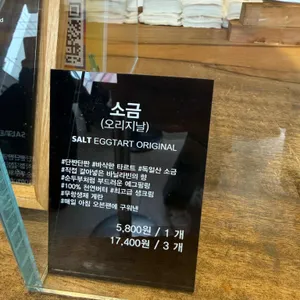 소금
(오리지날)
SALT EGGTART ORIGINAL
#단짠단짠 #바삭한 타르트 #독일산 소금
#직접 갈아넣은 바닐라빈의 향
#순두부처럼 부드러운 에그필링
#100% 천연버터 #최고급 생크림
#무항생제 계란
#매일 아침 오븐팬에 구워낸
5,800원 / 1 개
17,400원 / 3 개